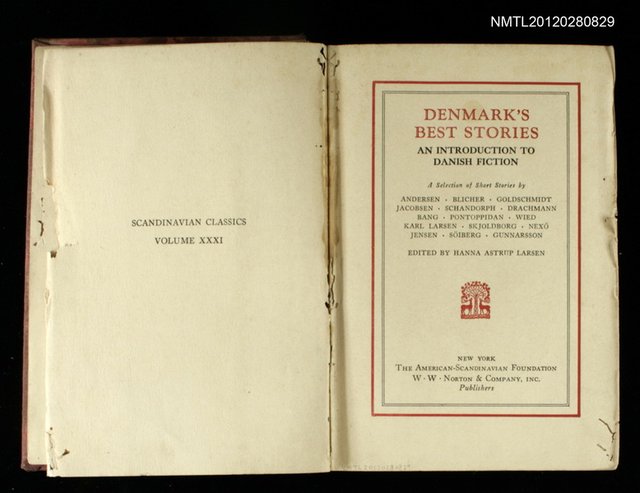 NMTL20120280829
SCANDINAVIAN CLASSICS
VOLUME XXXI
DENMARK'S
BEST STORIES
AN INTRODUCTION TO
DANISH FICTION
A Selection of Short Stories by
ANDERSEN · BLICHER · GOLDSCHMIDT
JACOBSEN · SCHANDORPH · DRACHMANN
BANG · PONTOPPIDAN · WIED
KARL LARSEN · SKJOLDBORG · NEXÖ
JENSEN · SÖIBERG · GUNNARSSON
EDITED BY HANNA ASTRUP LARSEN
NEW YORK
THE AMERICAN-SCANDINAVIAN FOUNDATION
W · W · NORTON & COMPANY, INC.
Publishers